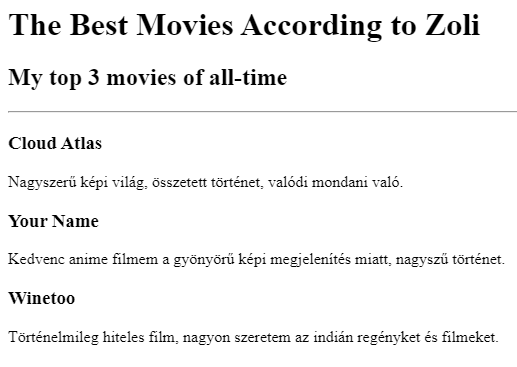 The Best Movies According to Zoli
My top 3 movies of all-time
Cloud Atlas
Nagyszerű képi világ, összetett történet, valódi mondani való.
Your Name
Kedvenc anime filmem a gyönyörű képi megjelenítés miatt, nagyszű történet.
Winetoo
Történelmileg hiteles film, nagyon szeretem az indián regényket és filmeket.